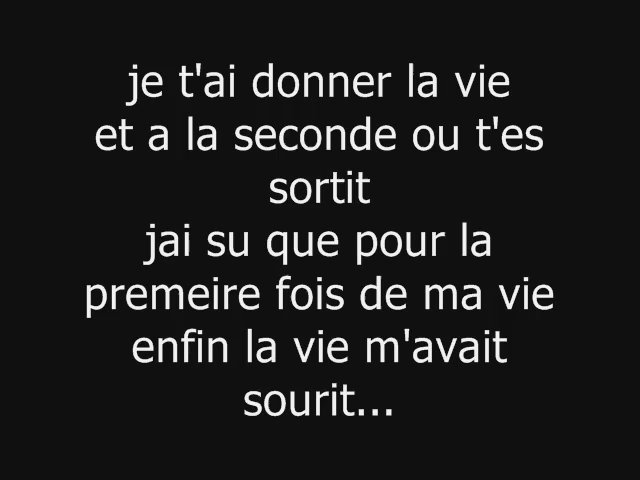 je t'ai donner la vie
et a la seconde ou t'es
sortit
jai su que pour la
premeire fois de ma vie
enfin la vie m'avait
sourit...